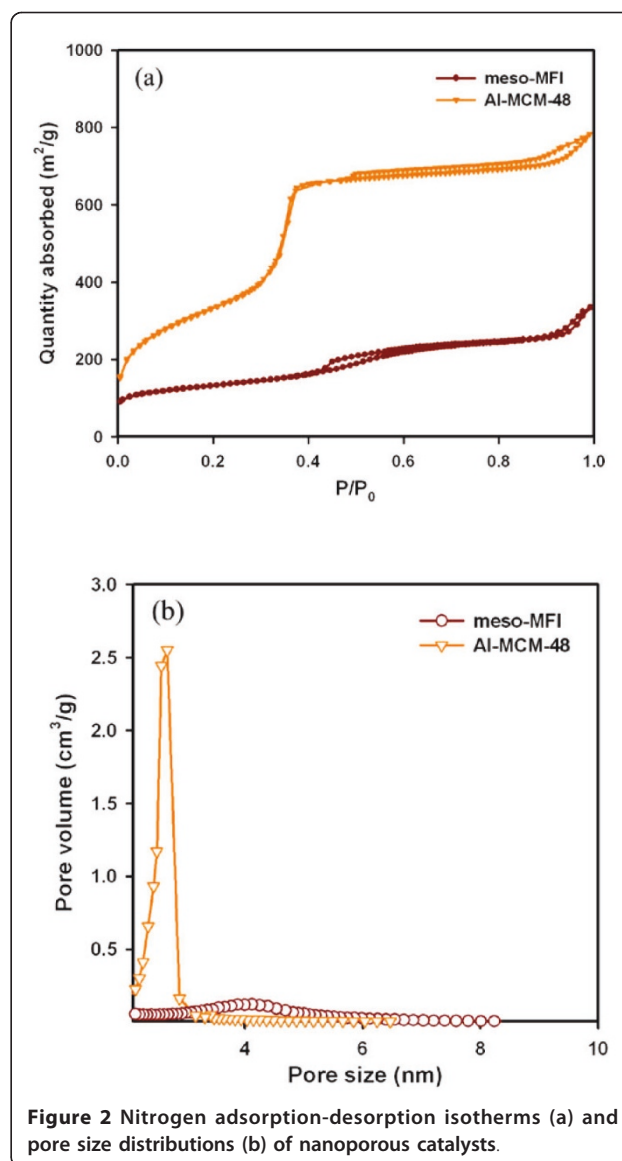 (a)
meso-MFI
Al-MCM-48
Quantity absorbed (m²/g)
1000
800
600
400
200
0
0.0 0.2 0.4 0.6 0.8 1.0
P/P₀
(b)
meso-MFI
Al-MCM-48
Pore volume (cm³/g)
3.0
2.5
2.0
1.5
1.0
0.5
4 6 8 10
Pore size (nm)
Figure 2 Nitrogen adsorption-desorption isotherms (a) and
pore size distributions (b) of nanoporous catalysts.